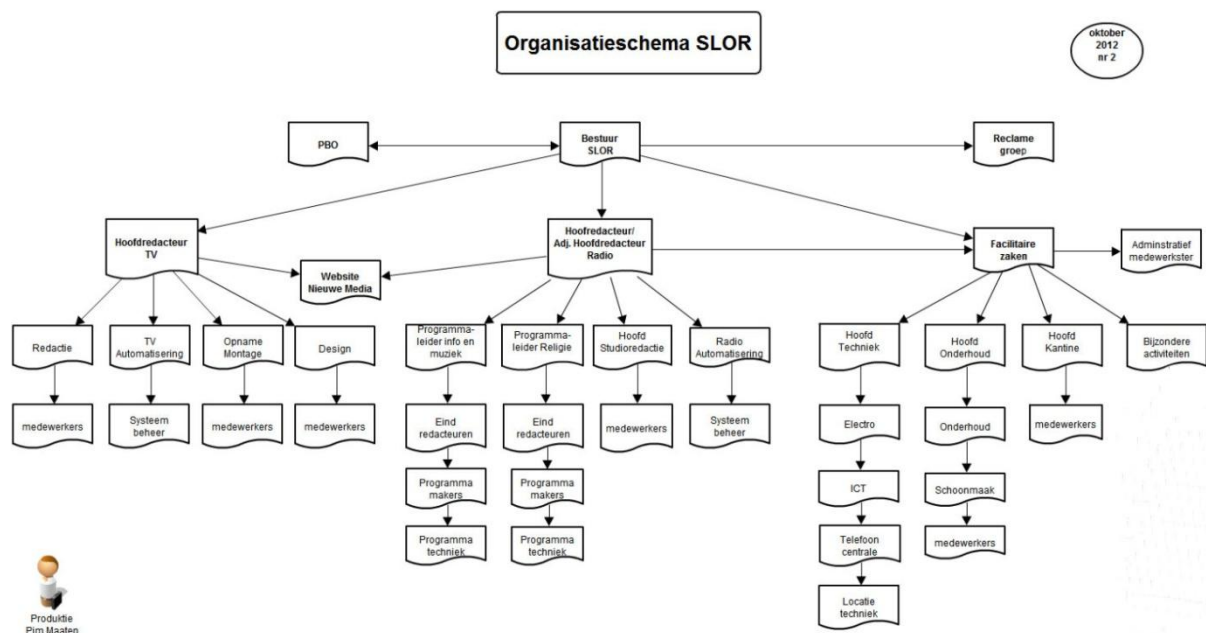 Organisatieschema SLOR
oktober
2012
nr 2
PBO
Bestuur
SLOR
Reclame
groep
Hoofdredacteur
TV
Website
Nieuwe Media
Hoofredacteur/
Adj. Hoofdredacteur
Radio
Facilitaire
zaken
Adminstratief
medewerkster
Redactie
TV
Automatisering
Opname
Montage
Design
Programma-
leider info en
muziek
Programma-
leider Religie
Hoofd
Studioredactie
Radio
Automatisering
Hoofd
Techniek
Hoofd
Onderhoud
Hoofd
Kantine
Bijzondere
activiteiten
medewerkers
Systeem
beheer
medewerkers
medewerkers
Eind
redacteuren
Eind
redacteuren
medewerkers
Systeem
beheer
Electro
Onderhoud
medewerkers
Programma
makers
Programma
makers
ICT
Schoonmaak
Programma
techniek
Programma
techniek
Telefoon
centrale
medewerkers
Locatie
techniek
Produktie
Pim Maaten